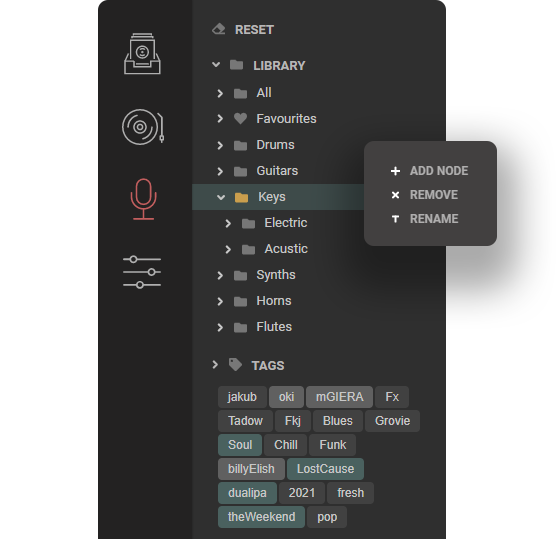 RESET
LIBRARY
All
Favourites
Drums
Guitars
Keys
Electric
Acustic
Synths
Horns
Flutes
ADD NODE
REMOVE
RENAME
TAGS
jakub oki mGIERA Fx
Tadow Fkj Blues Grovie
Soul Chill Funk
billyElish LostCause
dualipa 2021 fresh
theWeekend pop